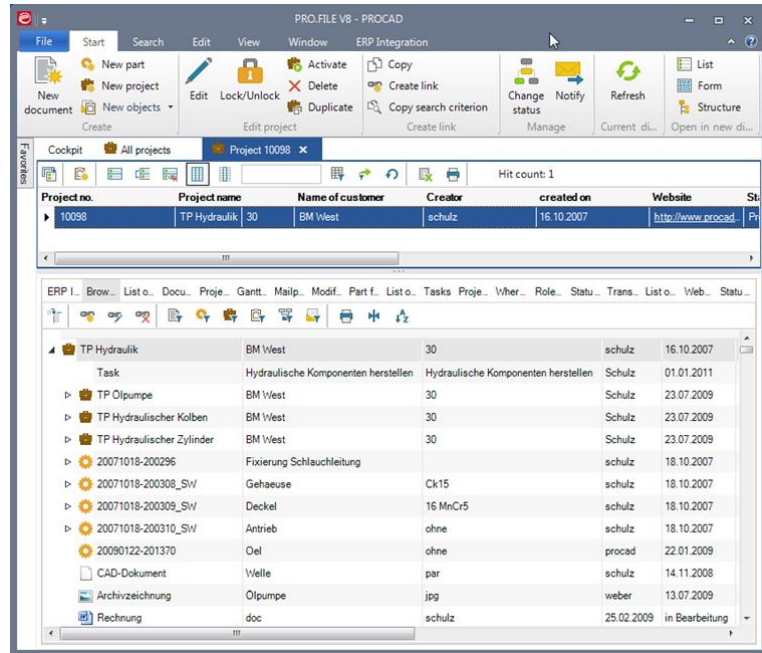 PRO.FILE V8 - PROCAD
File Start Search Edit View Window ERP Integration
New document
New part
New project
New objects
Create
Edit
Lock/Unlock
Activate
Delete
Duplicate
Edit project
Copy
Create link
Copy search criterion
Create link
Change status
Notify
Manage
Refresh
Current di...
List
Form
Structure
Open in new di...
Favorites
Cockpit All projects Project 10098
Hit count: 1
Project no. Project name Name of customer Creator created on Website
10098 TP Hydraulik 30 BM West schulz 16.10.2007 http://www.procad...
ERP I... Brow... List o... Docu... Proje... Gantt... Mailp... Modif... Part f... List o... Tasks Proje... Wher... Role... Statu... Trans... List o... Web... Statu...
TP Hydraulik BM West 30 schulz 16.10.2007
Task Hydraulische Komponenten herstellen Hydraulische Komponenten herstellen Schulz 01.01.2011
TP Ölpumpe BM West 30 Schulz 23.07.2009
TP Hydraulischer Kolben BM West 30 Schulz 23.07.2009
TP Hydraulischer Zylinder BM West 30 Schulz 23.07.2009
20071018-200296 Fixierung Schlauchleitung schulz 18.10.2007
20071018-200308_SW Gehaeuse Ck15 schulz 18.10.2007
20071018-200309_SW Deckel 16 MnCr5 schulz 18.10.2007
20071018-200310_SW Antrieb ohne schulz 18.10.2007
20090122-201370 Oel ohne procad 22.01.2009
CAD-Dokument Welle par schulz 14.11.2008
Archivzeichnung Ölpumpe jpg weber 13.07.2009
Rechnung doc schulz 25.02.2009 in Bearbeitung